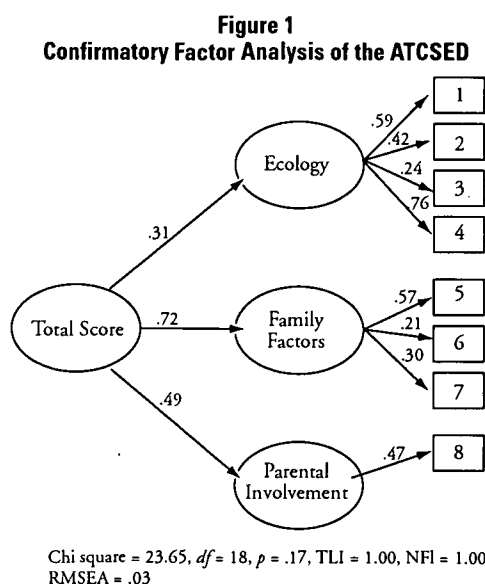 Figure 1
Confirmatory Factor Analysis of the ATCSED
1
.59
.42
2
Ecology
.24
3
.76
4
.31
.57
5
Total Score
.72
Family
Factors
.21
6
.30
7
.49
.47
8
Parental
Involvement
Chi square = 23.65, df = 18, p = .17, TLI = 1.00, NFI = 1.00
RMSEA = .03